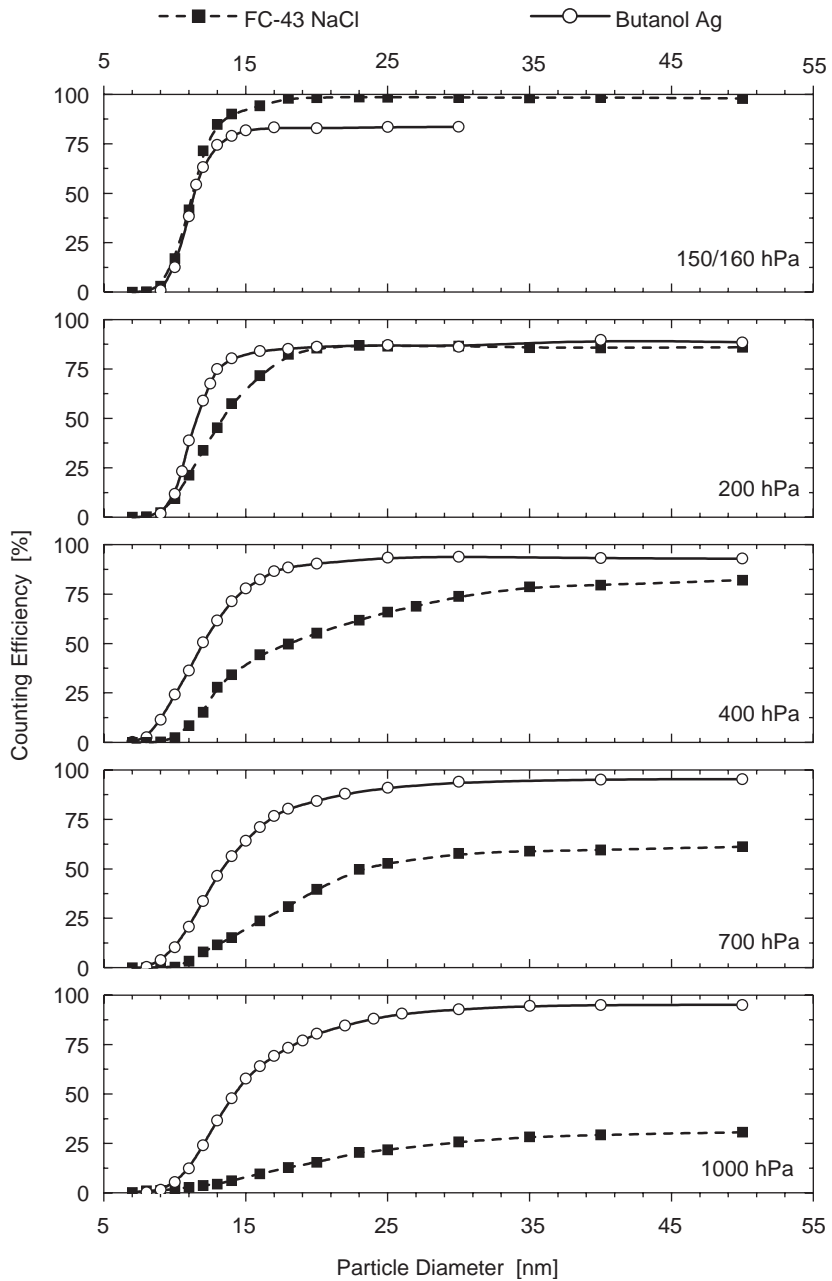 FC-43 NaCl Butanol Ag
5 15 25 35 45 55
100
75
50
25
0
150/160 hPa
100
75
50
25
0
200 hPa
100
75
50
25
0
400 hPa
100
75
50
25
0
700 hPa
100
75
50
25
0
1000 hPa
5 15 25 35 45 55
Counting Efficiency [%]
Particle Diameter [nm]